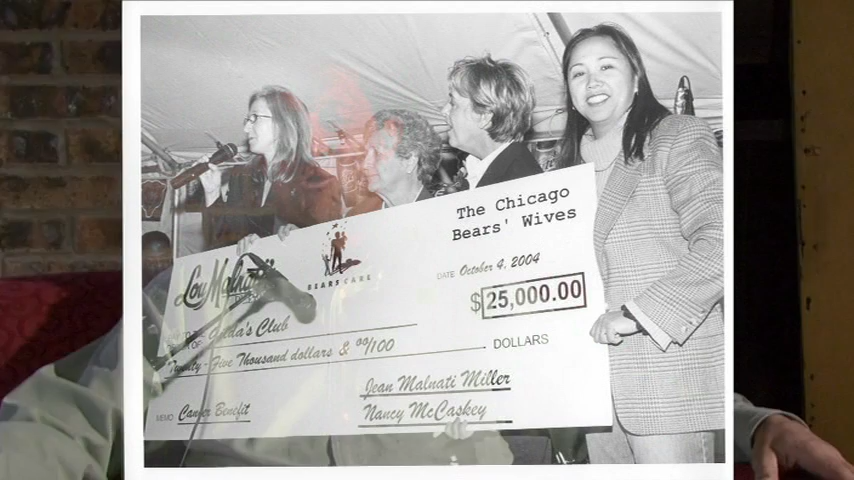 The Chicago
Bears' Wives
Lou Malnati's
BEARS CARE
DATE October 4, 2004
$25,000.00
Gilda's Club
Twenty-Five Thousand dollars & 00/100 DOLLARS
Jean Malnati Miller
MEMO Cancer Benefit
Nancy McCaskey